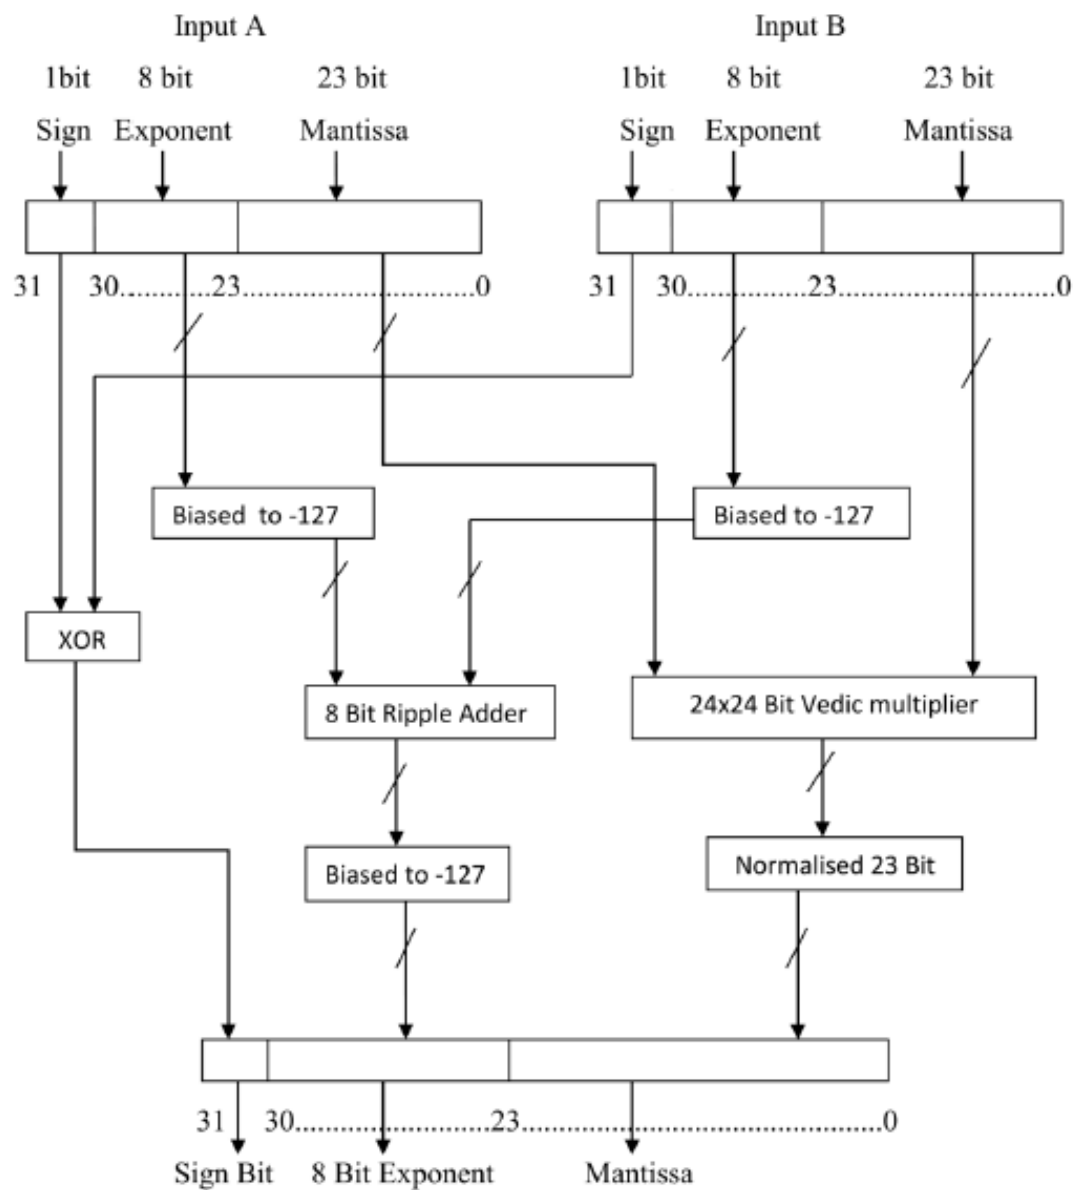 Input A Input B
1bit 8 bit 23 bit 1bit 8 bit 23 bit
Sign Exponent Mantissa Sign Exponent Mantissa
31 30............23..............................0 31 30...............23............................0
Biased to -127 Biased to -127
XOR
8 Bit Ripple Adder 24x24 Bit Vedic multiplier
Biased to -127 Normalised 23 Bit
31 30..........................23................................................0
Sign Bit 8 Bit Exponent Mantissa